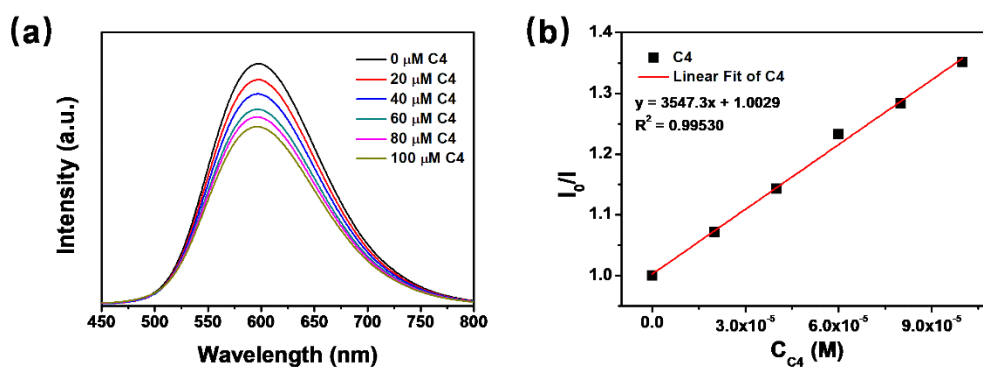 (a)
0 μM C4
20 μM C4
40 μM C4
60 μM C4
80 μM C4
100 μM C4
Intensity (a.u.)
450 500 550 600 650 700 750 800
Wavelength (nm)
(b)
1.4
1.3
1.2
1.1
1.0
I₀/I
C4
Linear Fit of C4
y = 3547.3x + 1.0029
R² = 0.99530
0.0 3.0x10⁻⁵ 6.0x10⁻⁵ 9.0x10⁻⁵
C_C4 (M)